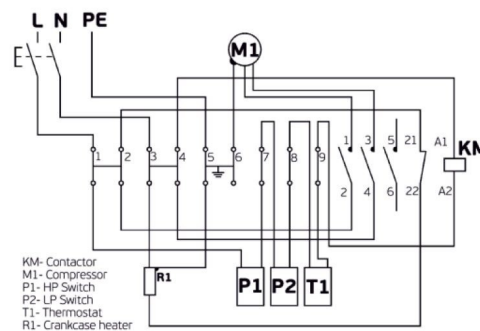 L N PE
M1
1 2 3 4 5 6 7 8 9 1 3 5 21 A1 KM
2 4 6 22 A2
KM- Contactor
M1- Compressor
P1- HP Switch
P2- LP Switch
T1- Thermostat
R1- Crankcase heater
R1
P1 P2 T1